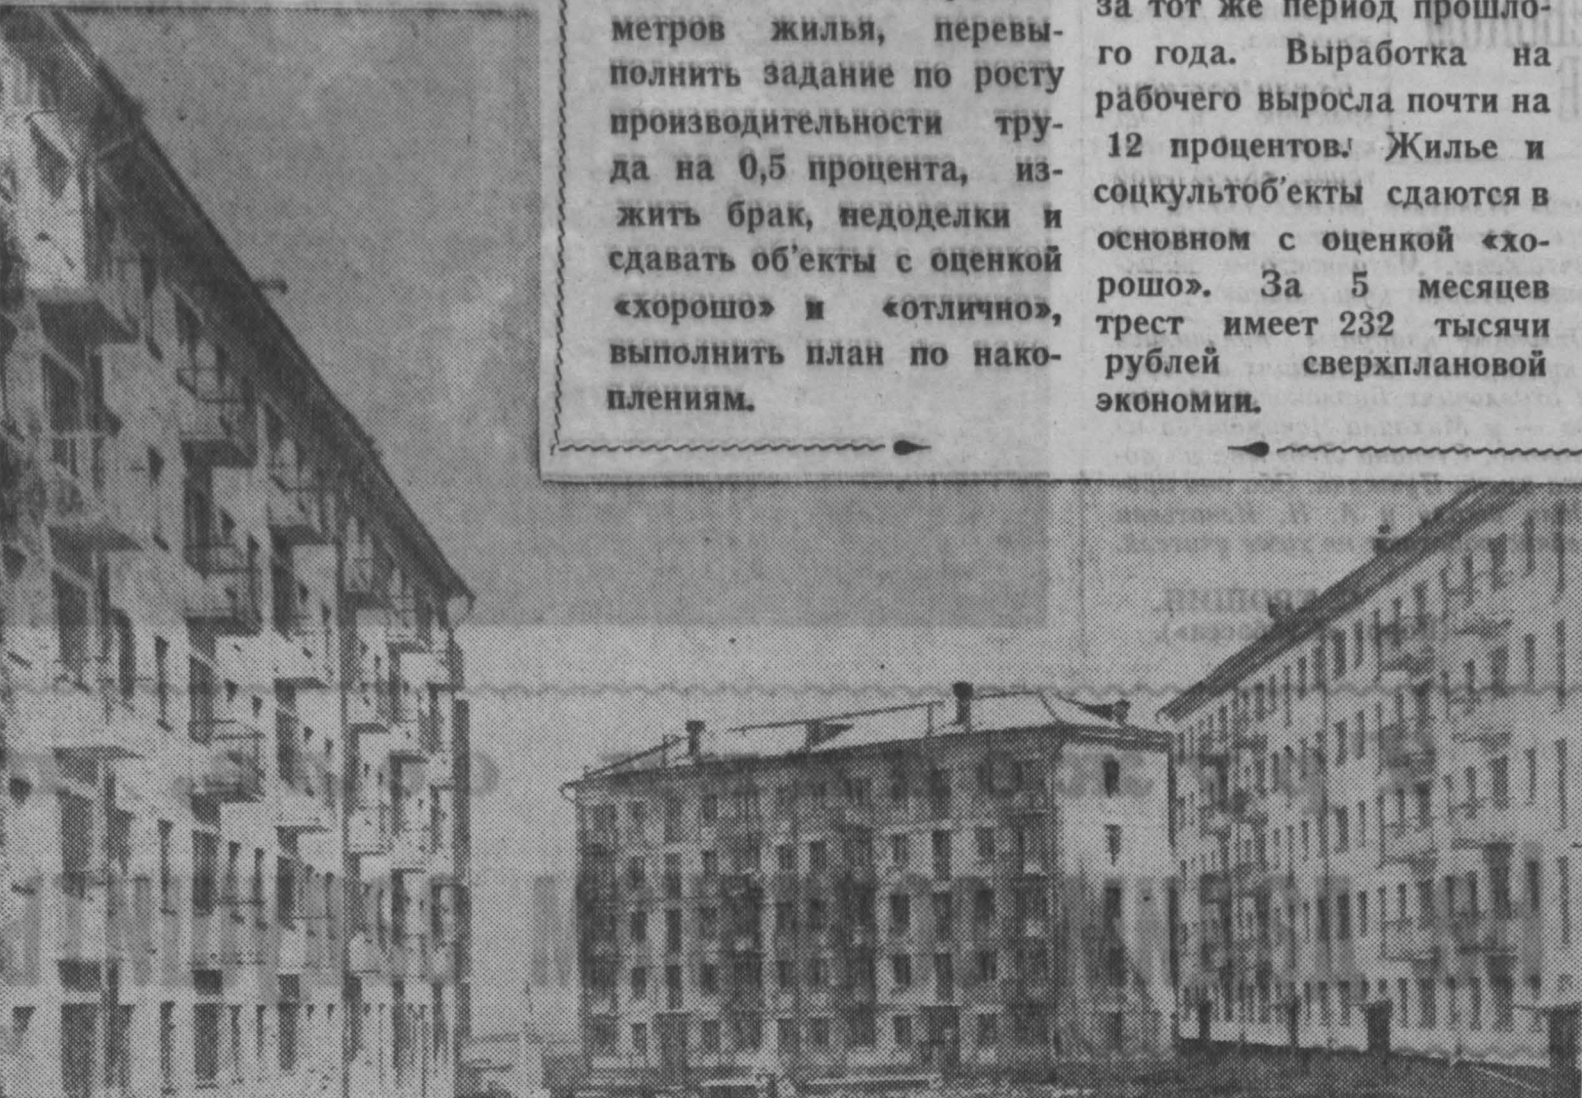 метров жилья, перевы-
полнить задание по росту
производительности тру-
да на 0,5 процента, из-
жить брак, недоделки и
сдавать об'екты с оценкой
«хорошо» и «отлично»,
выполнить план по нако-
плениям.
за тот же период прошло-
го года. Выработка на
рабочего выросла почти на
12 процентов. Жилье и
соцкультоб'екты сдаются в
основном с оценкой «хо-
рошо». За 5 месяцев
трест имеет 232 тысячи
рублей сверхплановой
экономии.